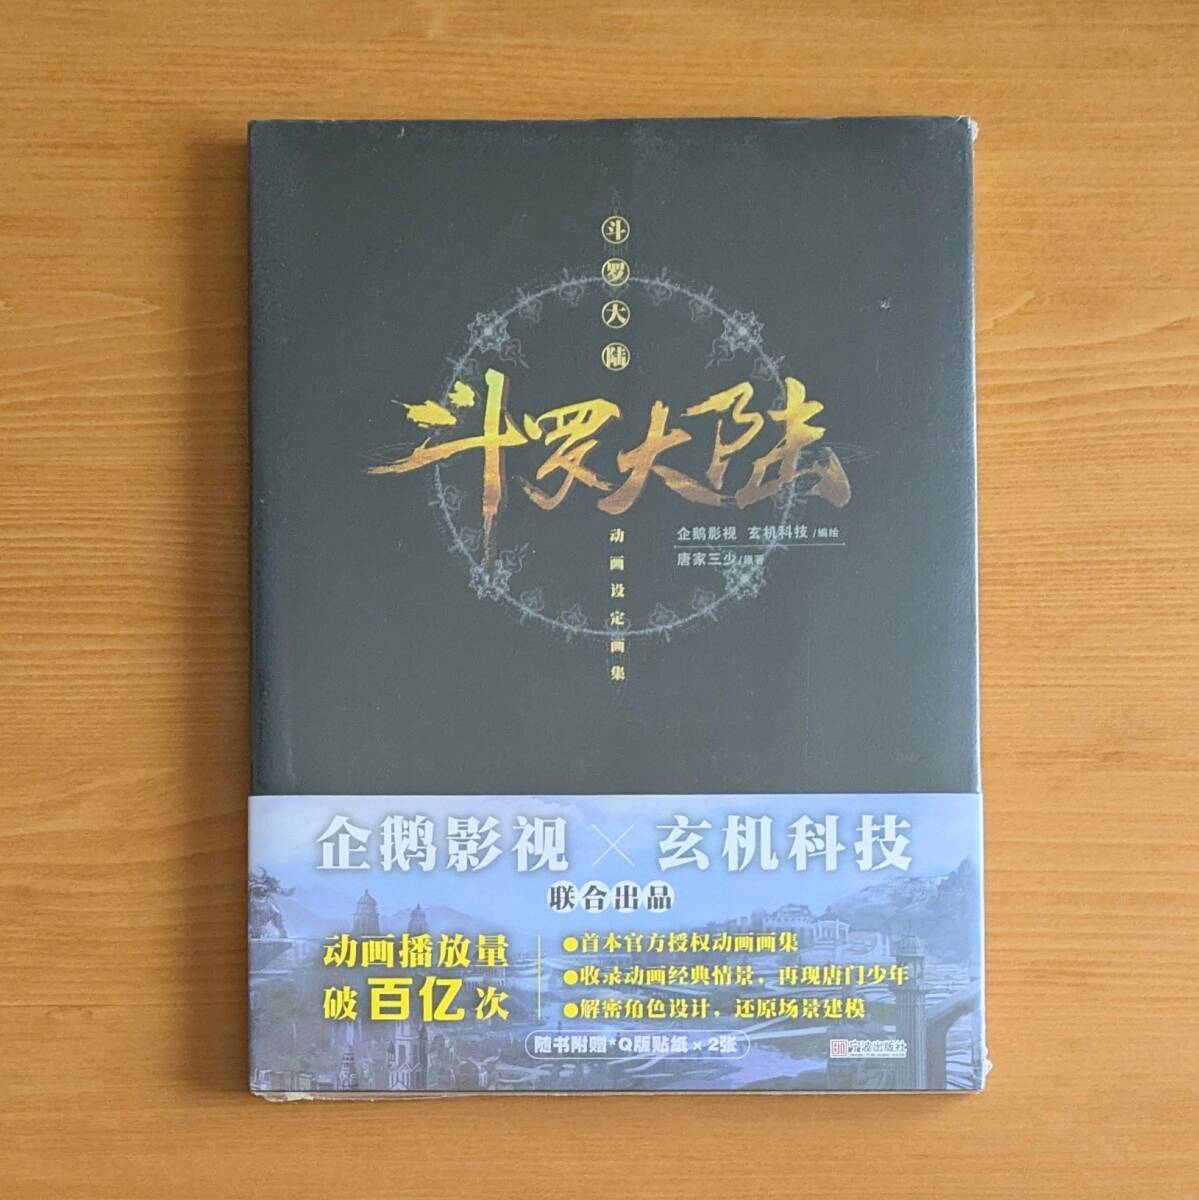 斗罗大陆
斗罗大陆
企鹅影视 玄机科技/编绘
唐家三少/原著
动画设定画集
企鹅影视×玄机科技
联合出品
动画播放量
破百亿次
●首本官方授权动画画集
●收录动画经典情景，再现唐门少年
●解密角色设计，还原场景建模
随书附赠*Q版贴纸×2张
宁波出版社